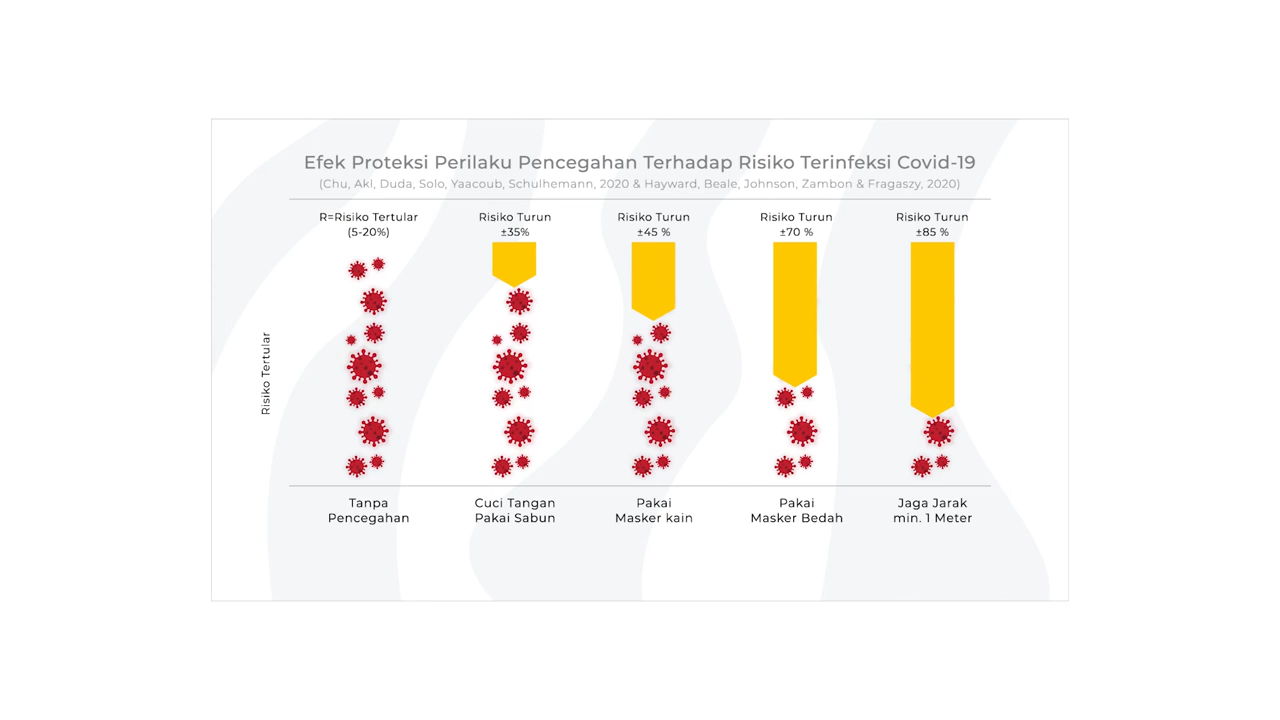 Efek Proteksi Perilaku Pencegahan Terhadap Risiko Terinfeksi Covid-19
(Chu, Akl, Duda, Solo, Yaacoub, Schulhemann, 2020 & Hayward, Beale, Johnson, Zambon & Fragaszy, 2020)
R=Risiko Tertular
(5-20%)
Risiko Turun
±35%
Risiko Turun
±45 %
Risiko Turun
±70 %
Risiko Turun
±85 %
Risiko Tertular
Tanpa
Pencegahan
Cuci Tangan
Pakai Sabun
Pakai
Masker kain
Pakai
Masker Bedah
Jaga Jarak
min. 1 Meter